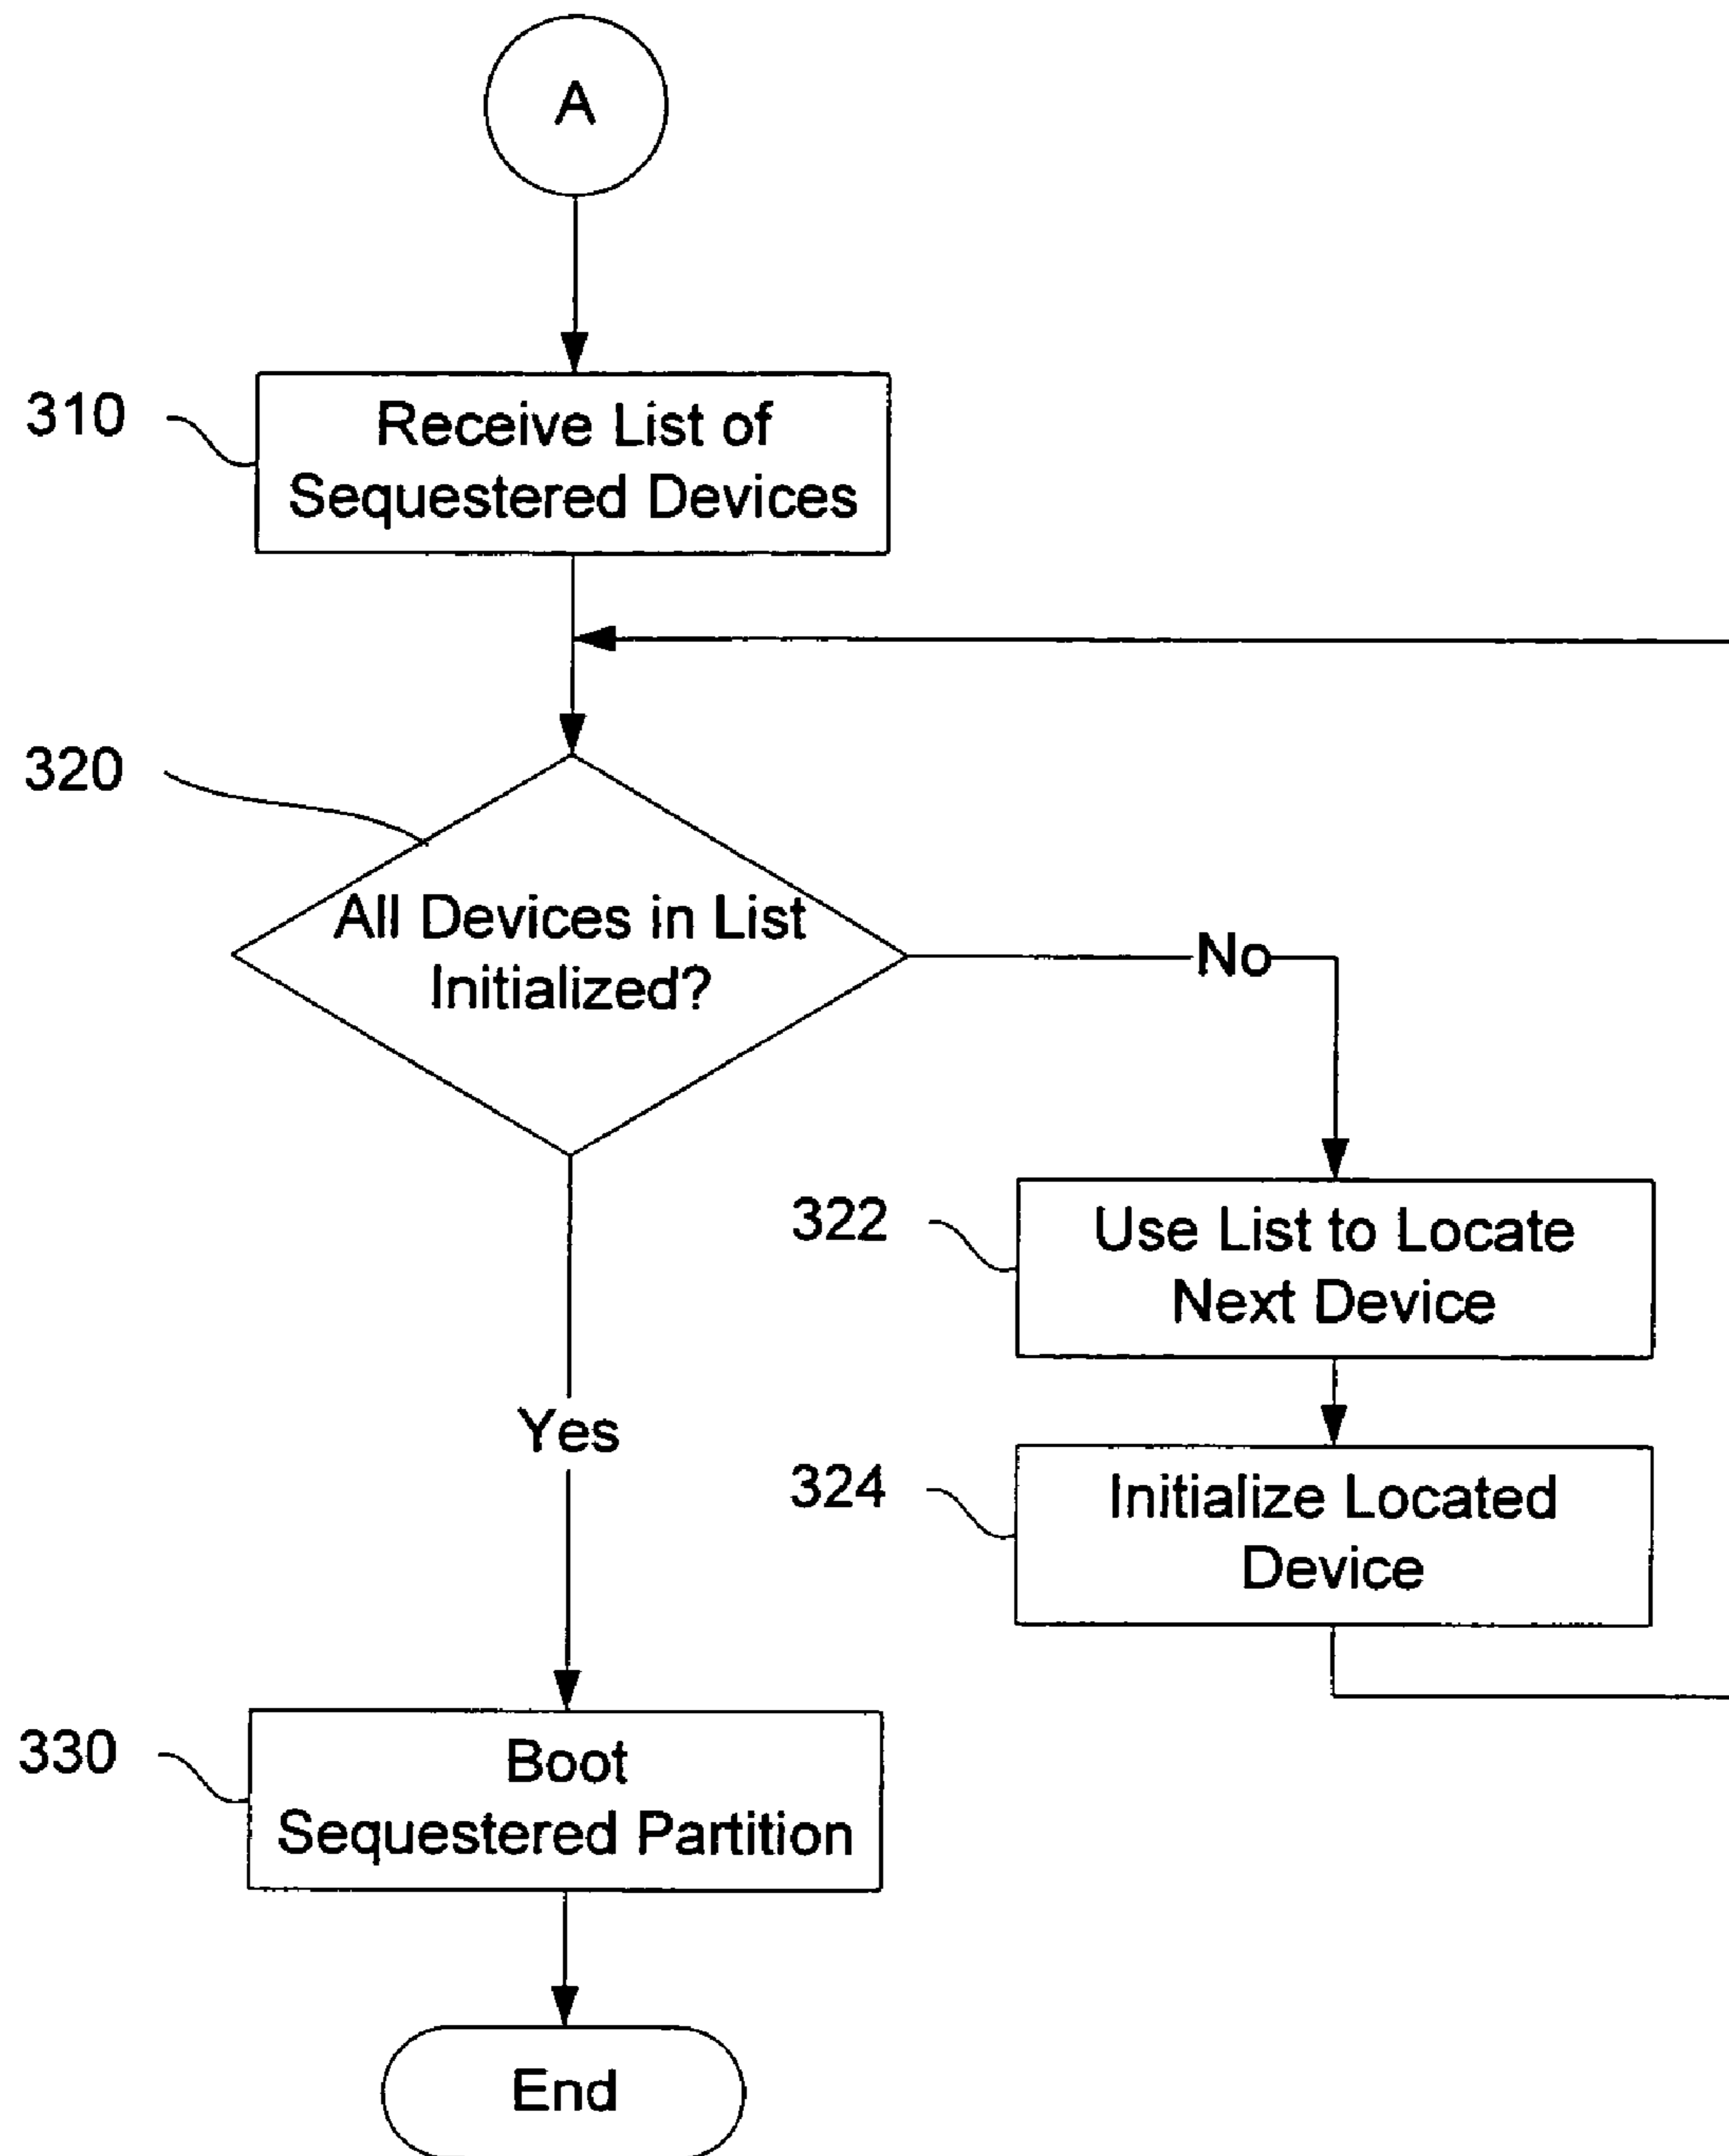 A
310
Receive List of
Sequestered Devices
320
All Devices in List
Initialized?
No
322
Use List to Locate
Next Device
Yes
324
Initialize Located
Device
330
Boot
Sequestered Partition
End